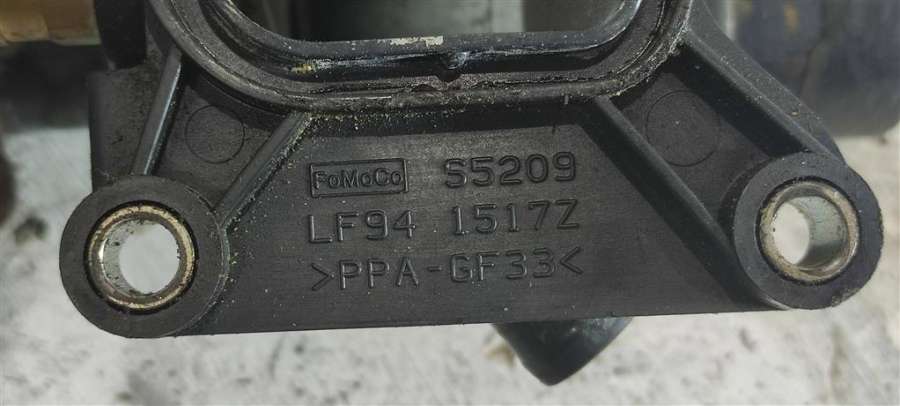 FoMoCo S5209
LF94 1517Z
>PPA-GF33<